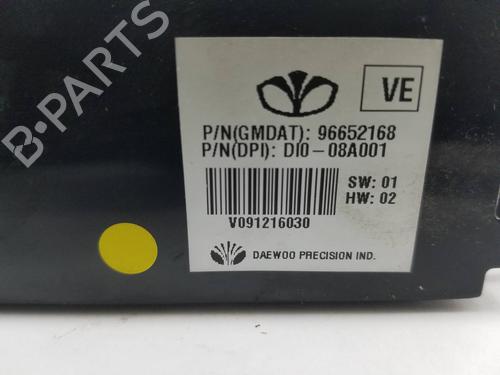 B-PARTS
VE
P/N(GMDAT): 96652168
P/N(DPI): DI0-08A001
SW: 01
HW: 02
V091216030
DAEWOO PRECISION IND.